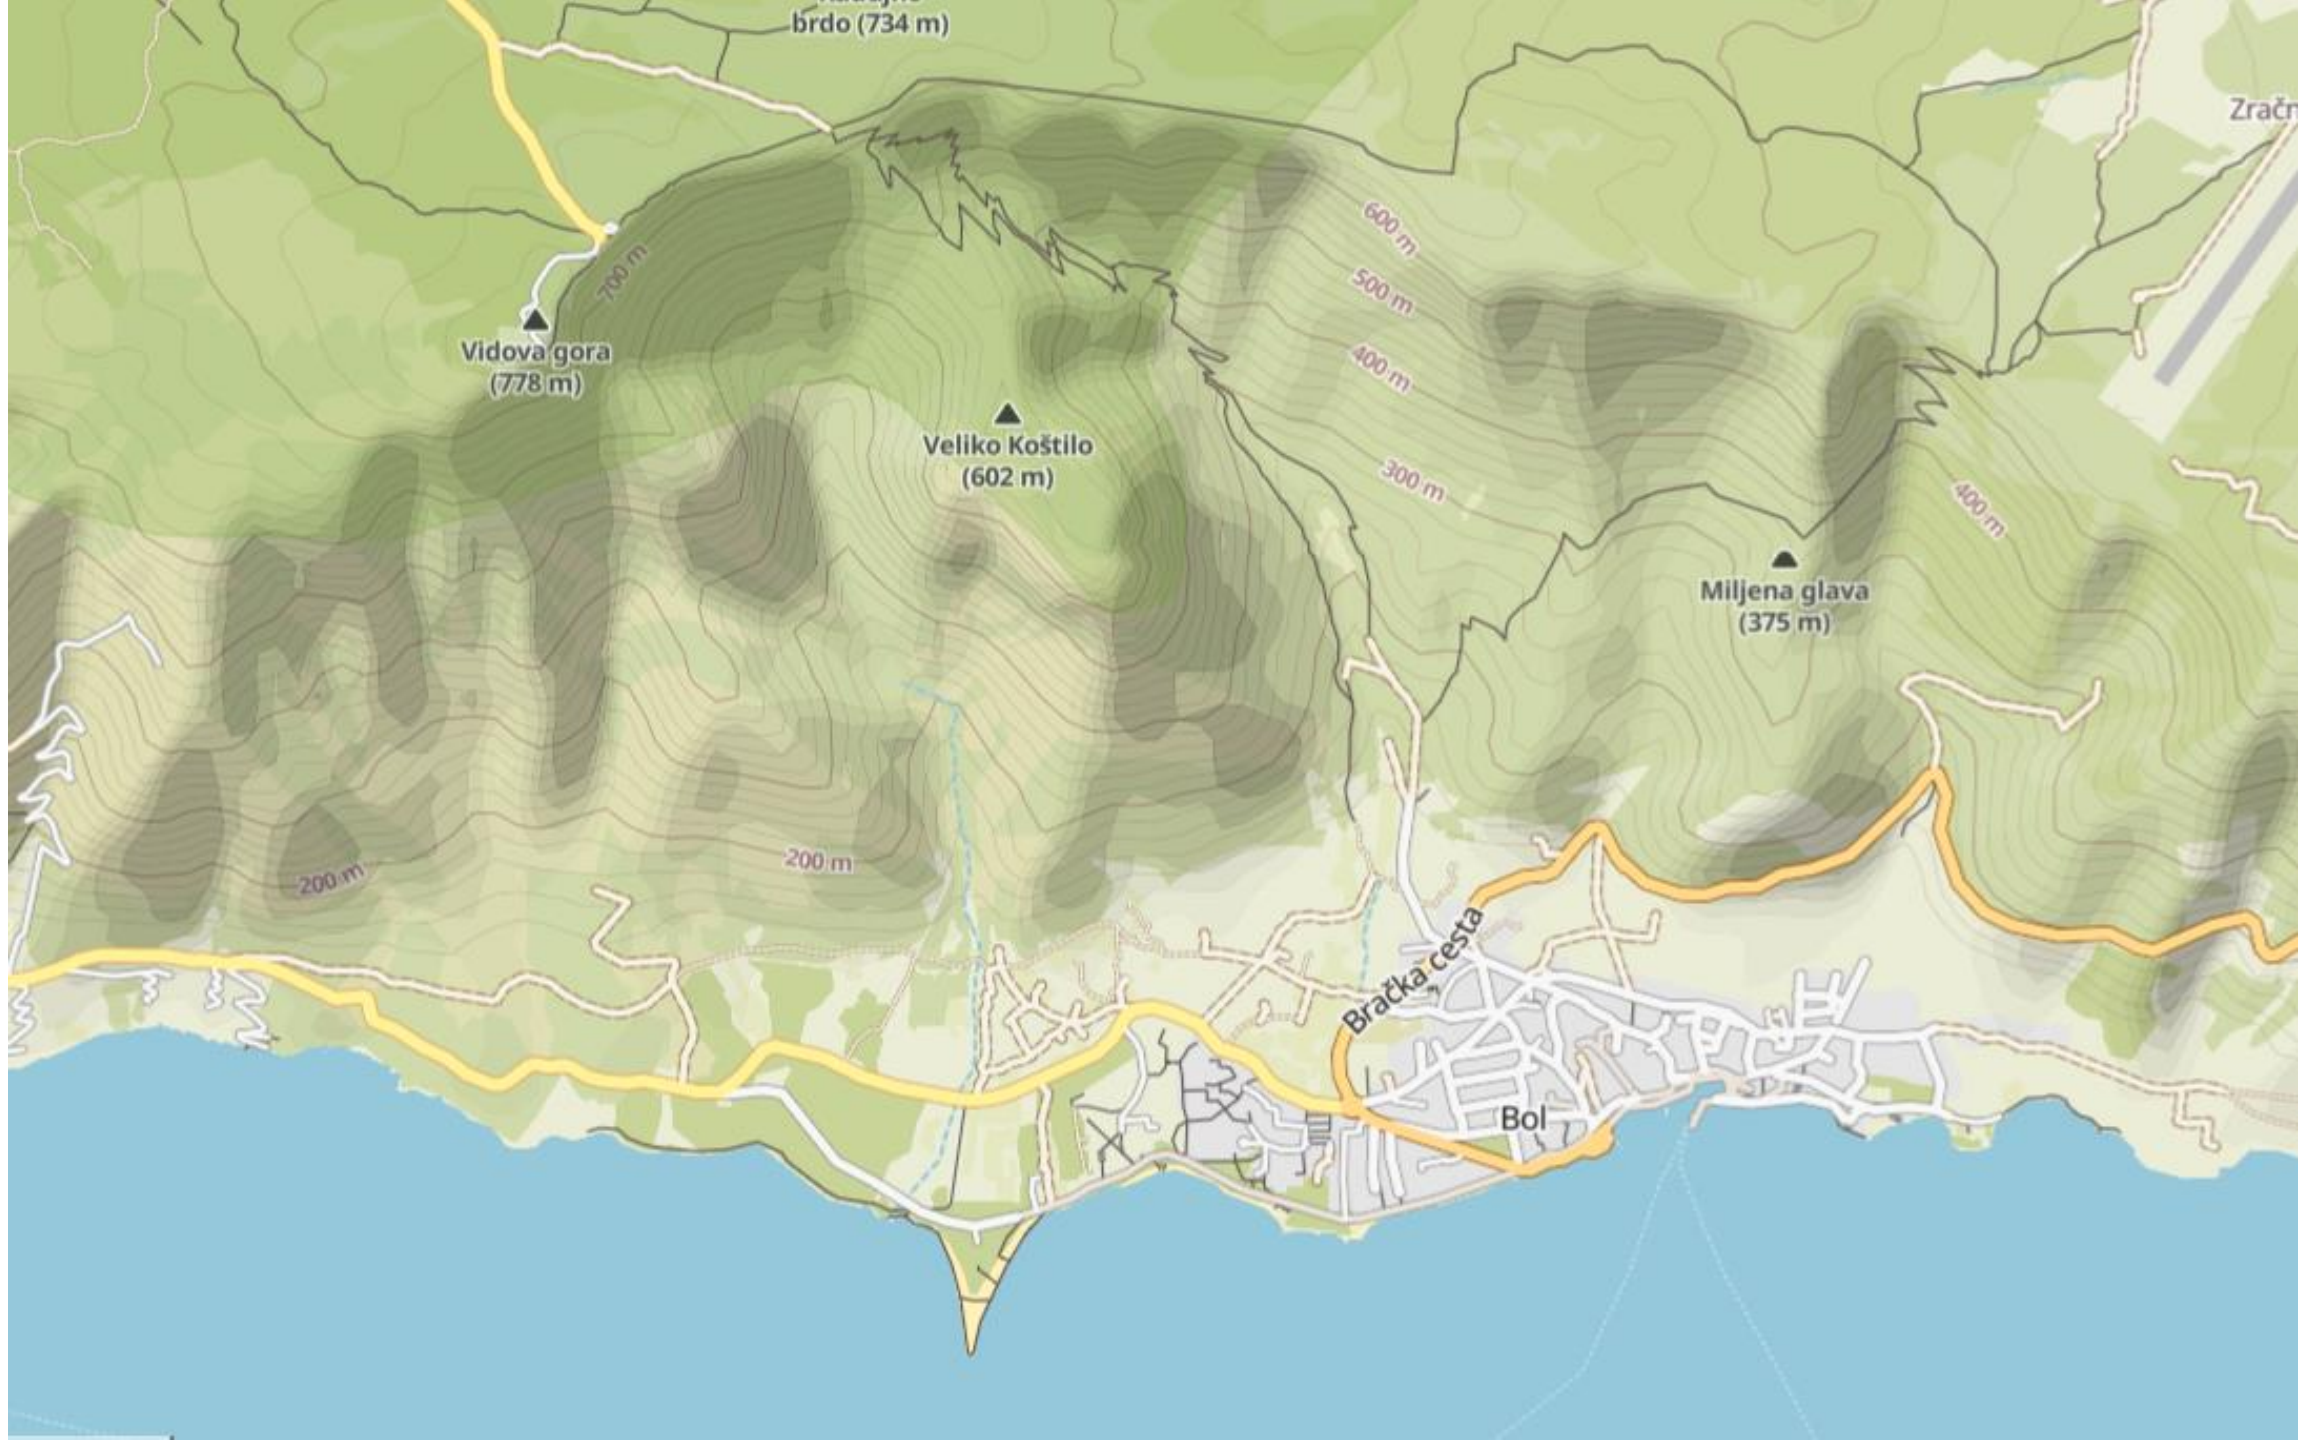 brdo (734 m)
Zračn
600 m
700 m
500 m
Vidova gora
(778 m)
400 m
Veliko Koštilo
(602 m)
300 m
400 m
Miljena glava
(375 m)
200 m
200 m
Bračka cesta
Bol